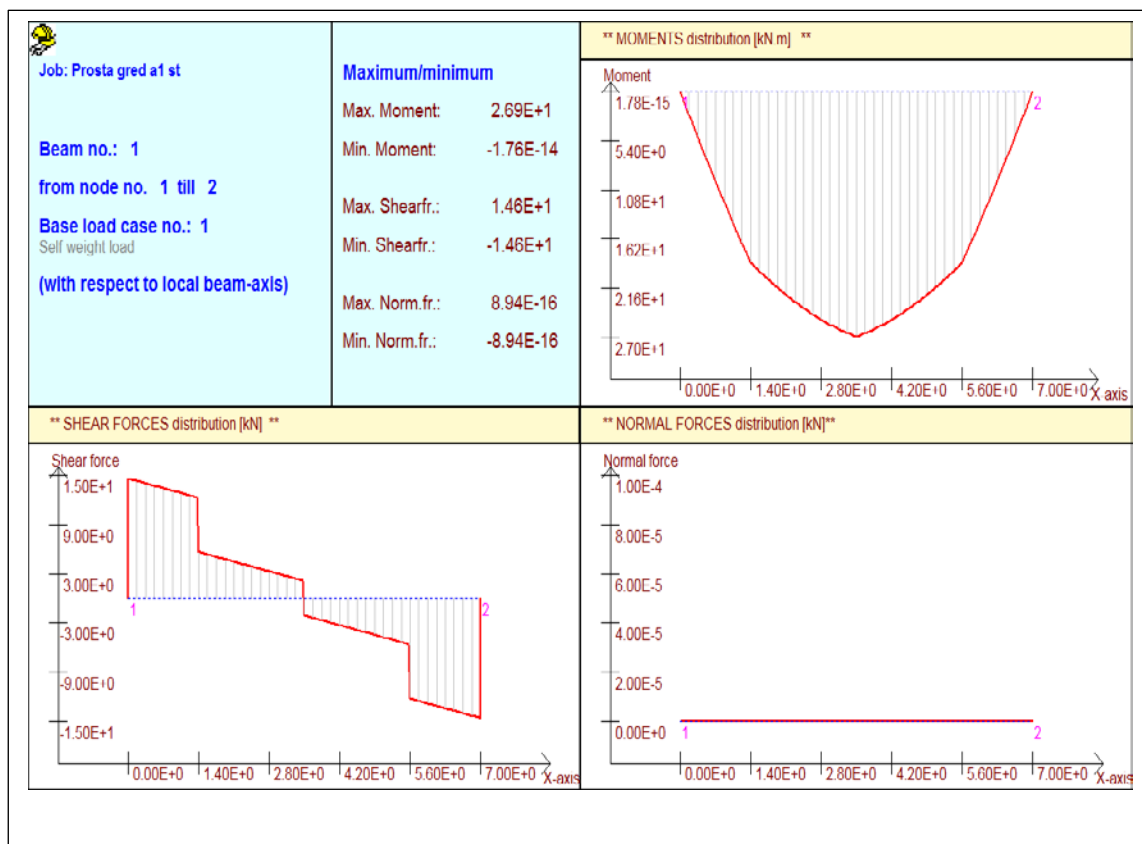 Job: Prosta gred a1 st
Beam no.: 1
from node no. 1 till 2
Base load case no.: 1
Self weight load
(with respect to local beam-axis)
Maximum/minimum
Max. Moment: 2.69E+1
Min. Moment: -1.76E-14
Max. Shearfr.: 1.46E+1
Min. Shearfr.: -1.46E+1
Max. Norm.fr.: 8.94E-16
Min. Norm.fr.: -8.94E-16
** MOMENTS distribution [kN m] **
Moment
1.78E-15
5.40E+0
1.08E+1
1.62E+1
2.16E+1
2.70E+1
1
2
0.00E+0 1.40E+0 2.80E+0 4.20E+0 5.60E+0 7.00E+0 X axis
** SHEAR FORCES distribution [kN] **
Shear force
1.50E+1
9.00E+0
3.00E+0
-3.00E+0
-9.00E+0
-1.50E+1
1
2
0.00E+0 1.40E+0 2.80E+0 4.20E+0 5.60E+0 7.00E+0 X-axis
** NORMAL FORCES distribution [kN]**
Normal force
1.00E-4
8.00E-5
6.00E-5
4.00E-5
2.00E-5
0.00E+0
1
2
0.00E+0 1.40E+0 2.80E+0 4.20E+0 5.60E+0 7.00E+0 X-axis